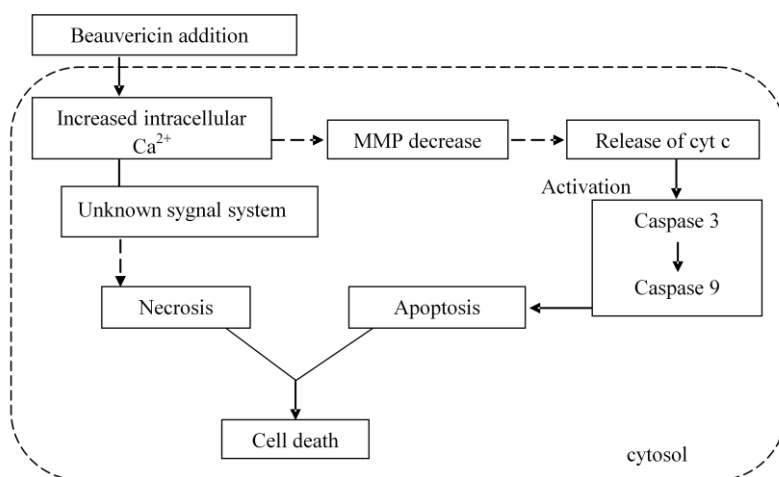 Beauvericin addition
Increased intracellular
Ca²⁺
MMP decrease
Release of cyt c
Activation
Unknown sygnal system
Caspase 3
Caspase 9
Necrosis
Apoptosis
Cell death
cytosol